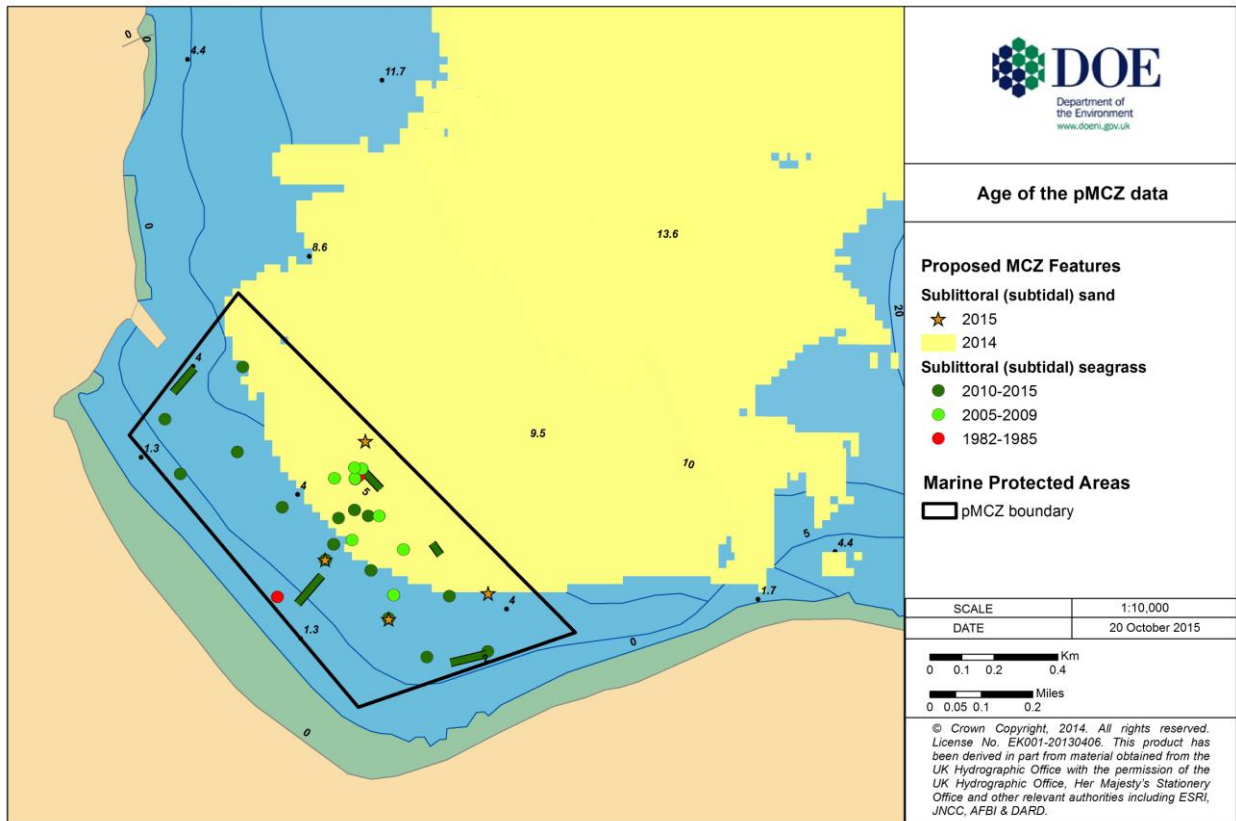 0
0
4.4
11.7
0
8.6
13.6
20
4
9.5
10
1.3
4
5
5
4.4
1.7
4
1.3
0
2
0
DOE
Department of
the Environment
www.doeni.gov.uk
Age of the pMCZ data
Proposed MCZ Features
Sublittoral (subtidal) sand
2015
2014
Sublittoral (subtidal) seagrass
2010-2015
2005-2009
1982-1985
Marine Protected Areas
pMCZ boundary
SCALE 1:10,000
DATE 20 October 2015
Km
0 0.1 0.2 0.4
Miles
0 0.05 0.1 0.2
© Crown Copyright, 2014. All rights reserved.
License No. EK001-20130406. This product has
been derived in part from material obtained from the
UK Hydrographic Office with the permission of the
UK Hydrographic Office, Her Majesty's Stationery
Office and other relevant authorities including ESRI,
JNCC, AFBI & DARD.